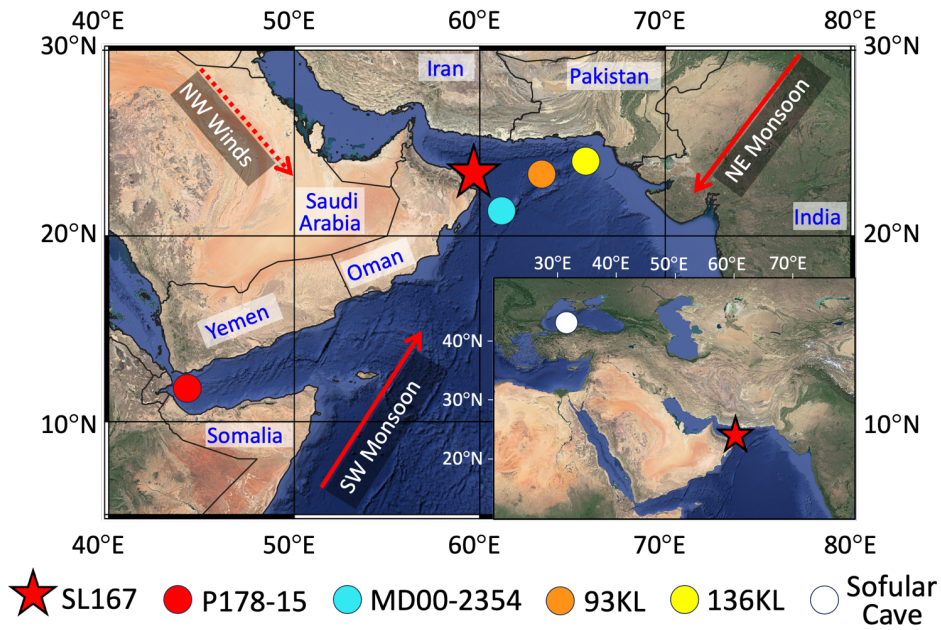 40°E
50°E
60°E
70°E
80°E
30°N
30°N
Iran
Pakistan
NW Winds
NE Monsoon
Saudi
Arabia
India
20°N
20°N
Oman
30°E
40°E
50°E
60°E
70°E
Yemen
40°N
SW Monsoon
30°N
10°N
10°N
Somalia
20°N
40°E
50°E
60°E
70°E
80°E
SL167
P178-15
MD00-2354
93KL
136KL
Sofular
Cave